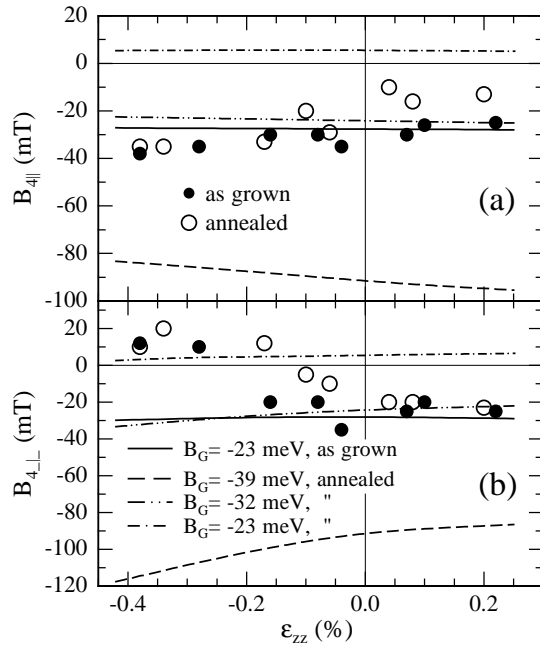 20
0
-20
-40
-60
-80
-100
B4|| (mT)
as grown
annealed
(a)
20
0
-20
-40
-60
-80
-100
-120
B4_|_ (mT)
BG= -23 meV, as grown
BG= -39 meV, annealed
BG= -32 meV, "
BG= -23 meV, "
(b)
-0.4 -0.2 0.0 0.2
εzz (%)